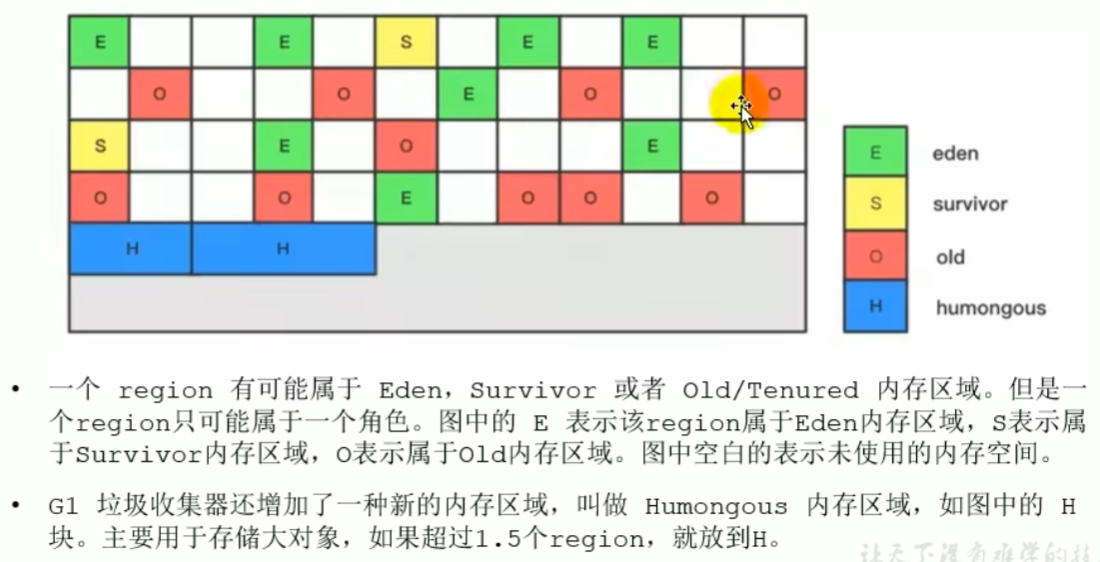 E E S E E
O O E O O
S E O E
O O E O O O
H H
E eden
S survivor
O old
H humongous
• 一个 region 有可能属于 Eden，Survivor 或者 Old/Tenured 内存区域。但是一
个region只可能属于一个角色。图中的 E 表示该region属于Eden内存区域，S表示属
于Survivor内存区域，O表示属于Old内存区域。图中空白的表示未使用的内存空间。
• G1 垃圾收集器还增加了一种新的内存区域，叫做 Humongous 内存区域，如图中的 H
块。主要用于存储大对象，如果超过1.5个region，就放到H。
让天下没有难学的技